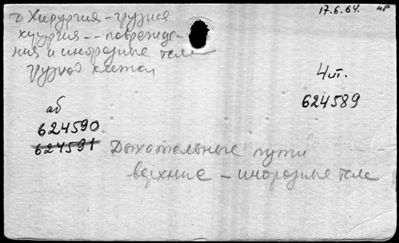 Хирургия – грудная
хирургия – – поврежде-
ния и инородные тела
грудной клетки
17.6.64.
4 п.
624589
аб
624590
624591 Дыхательные пути
верхние – инородные тела